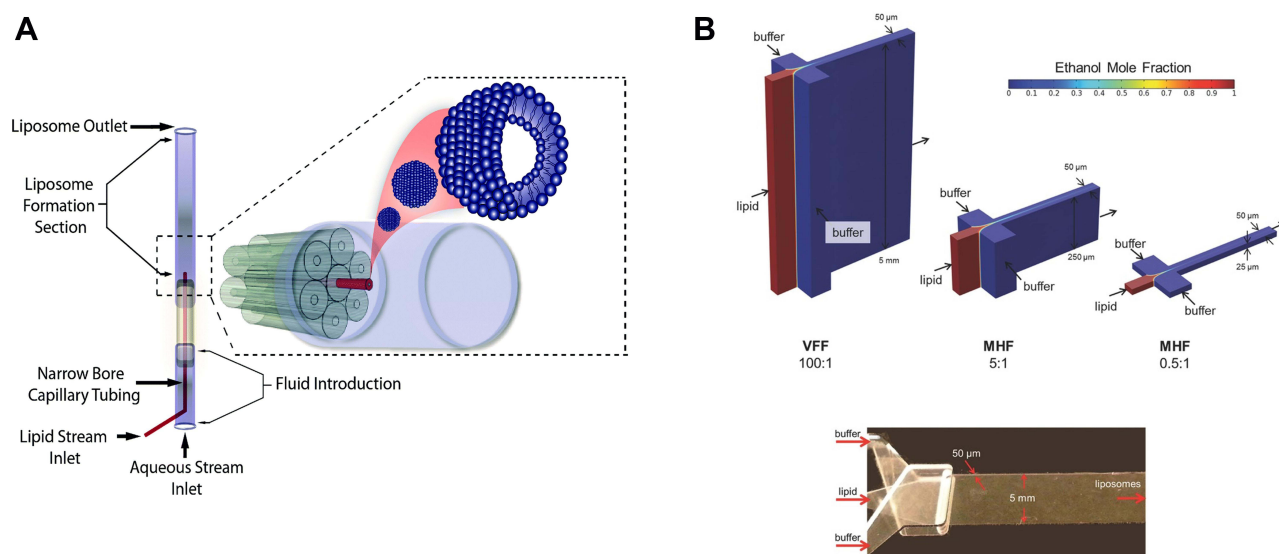 A
Liposome Outlet
Liposome
Formation
Section
Narrow Bore
Capillary Tubing
Fluid Introduction
Lipid Stream
Inlet
Aqueous Stream
Inlet
B
50 µm
buffer
lipid
buffer
5 mm
Ethanol Mole Fraction
0 0.1 0.2 0.3 0.4 0.5 0.6 0.7 0.8 0.9 1
50 µm
buffer
lipid
250 µm
buffer
50 µm
buffer
25 µm
lipid
buffer
VFF
100:1
MHF
5:1
MHF
0.5:1
buffer
50 µm
lipid
5 mm
liposomes
buffer